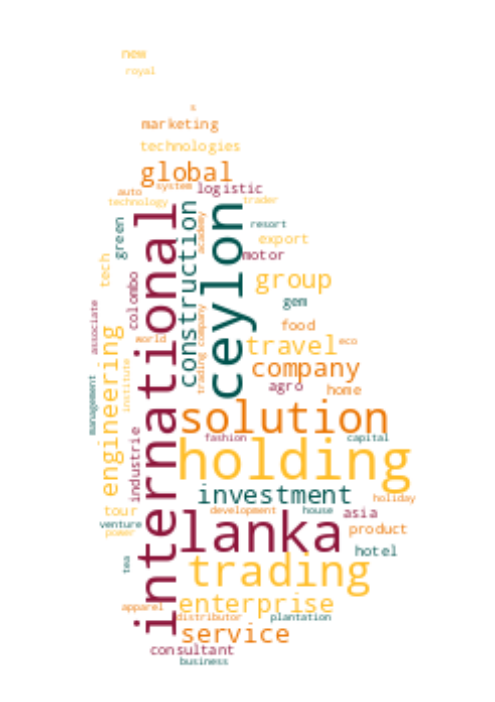 new
royal
s
marketing
technologies
global
system
logistic
auto
technology
trader
international
construction
academy
ceylon
green
resort
export
motor
tech
colombo
group
gem
associate
trading company
food
world
travel
eco
engineering
company
institute
agro
home
management
solution
industrie
fashion
capital
holding
investment
holiday
tour
development
house
asia
venture
power
lanka
product
hotel
tea
trading
apparel
enterprise
distributor
plantation
service
consultant
business